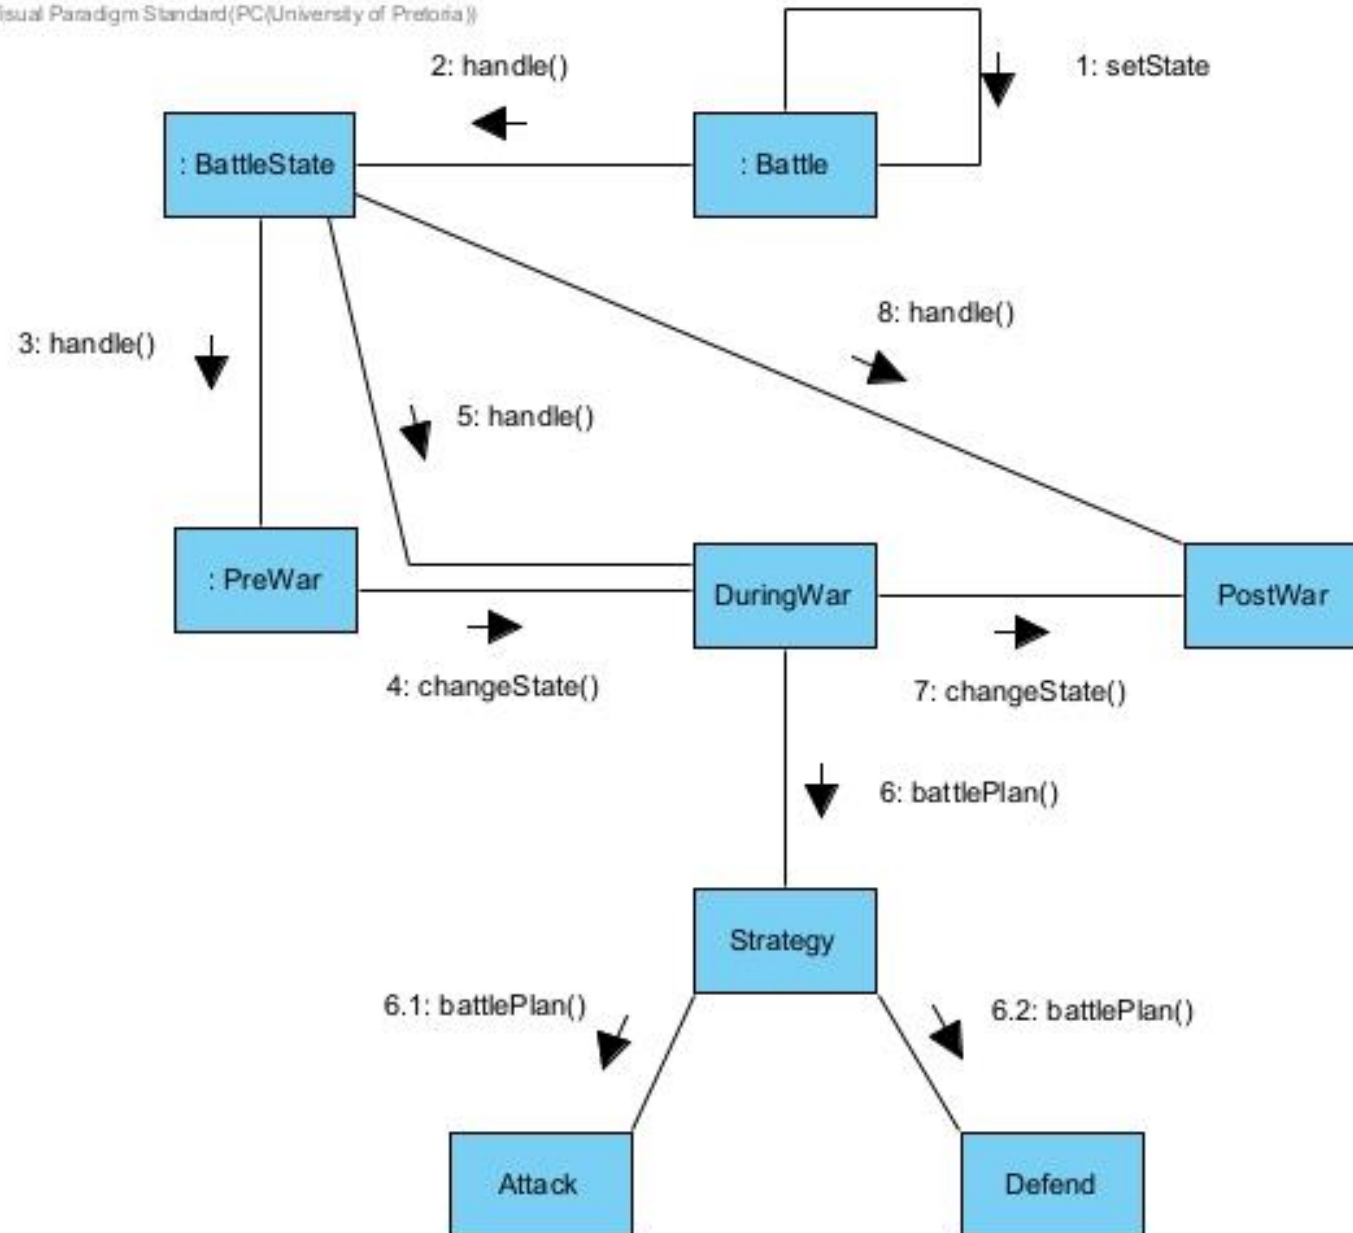 isual Paradigm Standard(PC(University of Pretoria))
2: handle()
1: setState
: BattleState
: Battle
8: handle()
3: handle()
5: handle()
: PreWar
DuringWar
PostWar
4: changeState()
7: changeState()
6: battlePlan()
Strategy
6.1: battlePlan()
6.2: battlePlan()
Attack
Defend